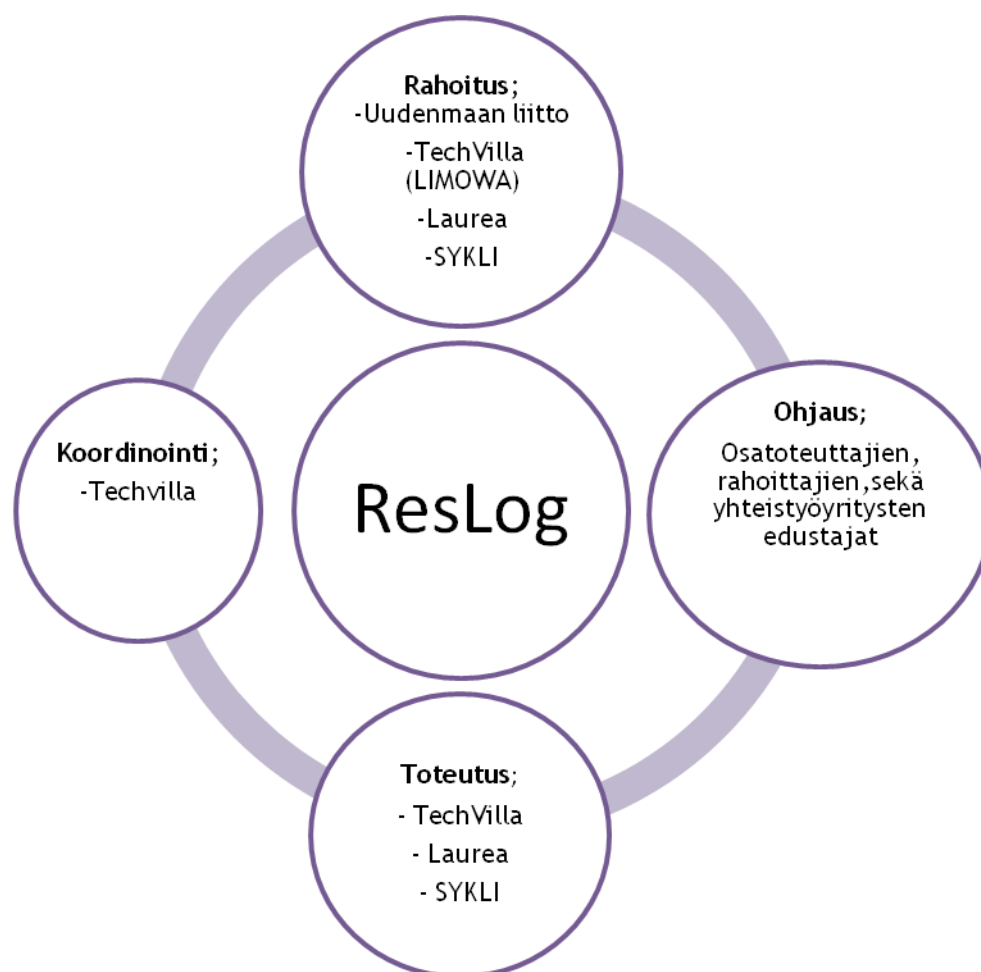 Rahoitus;
-Uudenmaan liitto
-TechVilla
(LIMOWA)
-Laurea
-SYKLI
Koordinointi;
-Techvilla
ResLog
Ohjaus;
Osatoteuttajien,
rahoittajien,sekä
yhteistyöyritysten
edustajat
Toteutus;
- TechVilla
- Laurea
- SYKLI